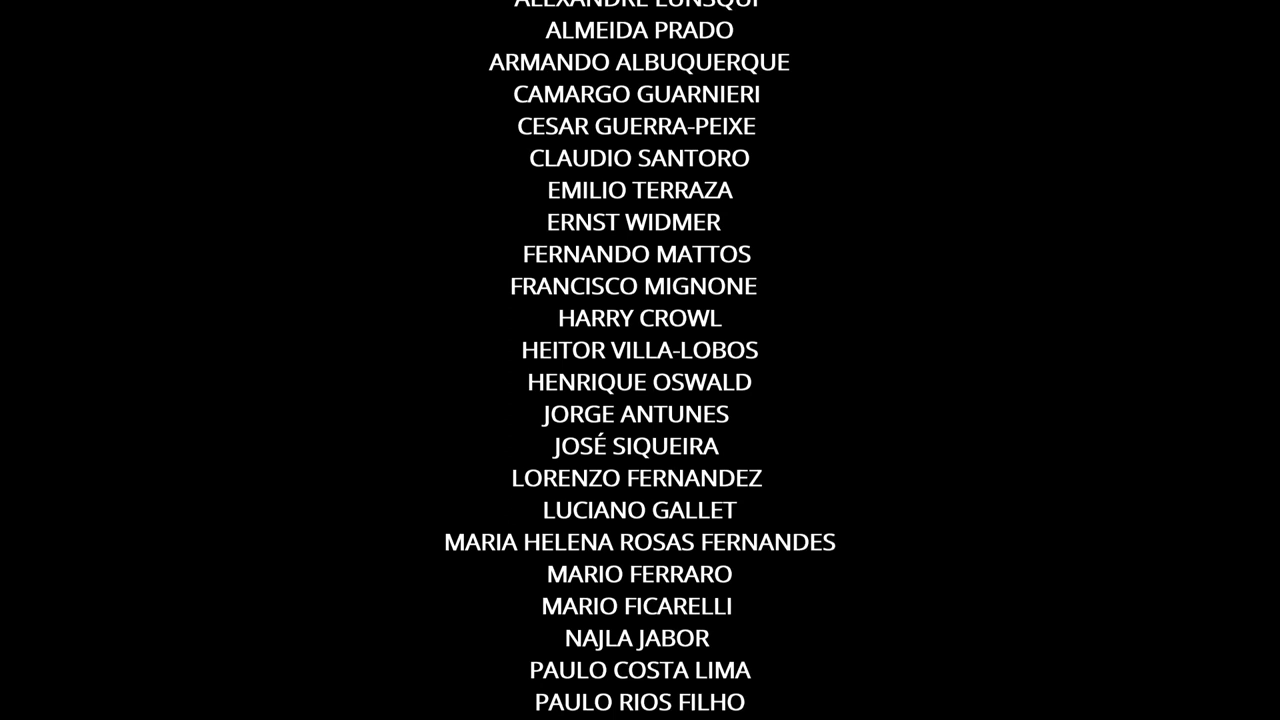 ALMEIDA PRADO
ARMANDO ALBUQUERQUE
CAMARGO GUARNIERI
CESAR GUERRA-PEIXE
CLAUDIO SANTORO
EMILIO TERRAZA
ERNST WIDMER
FERNANDO MATTOS
FRANCISCO MIGNONE
HARRY CROWL
HEITOR VILLA-LOBOS
HENRIQUE OSWALD
JORGE ANTUNES
JOSÉ SIQUEIRA
LORENZO FERNANDEZ
LUCIANO GALLET
MARIA HELENA ROSAS FERNANDES
MARIO FERRARO
MARIO FICARELLI
NAJLA JABOR
PAULO COSTA LIMA
PAULO RIOS FILHO